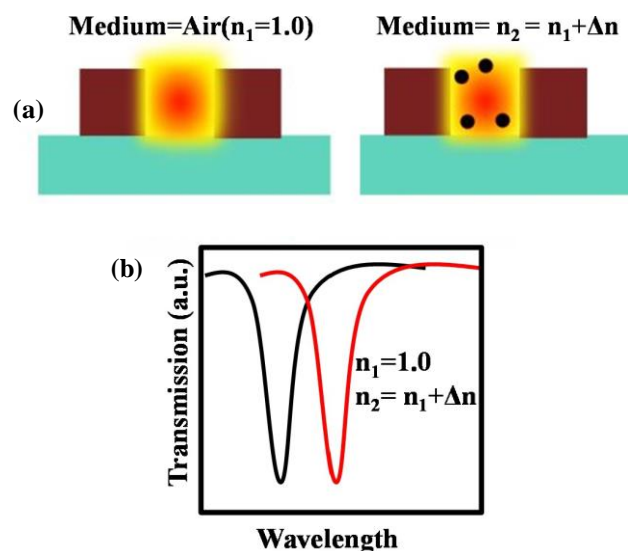 Medium=Air(n₁=1.0)
Medium= n₂ = n₁+Δn
(a)
(b)
Transmission (a.u.)
n₁=1.0
n₂= n₁+Δn
Wavelength